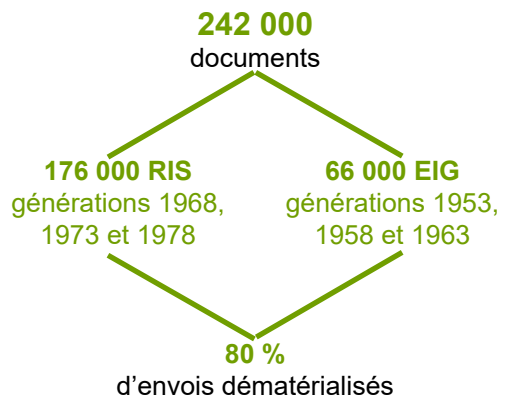 242 000
documents
176 000 RIS
générations 1968,
1973 et 1978
66 000 EIG
générations 1953,
1958 et 1963
80 %
d'envois dématérialisés